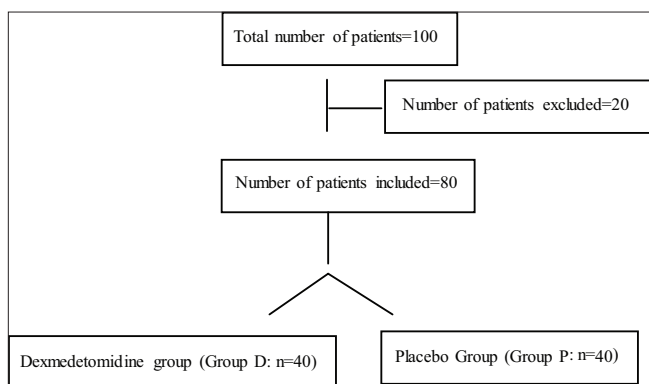 Total number of patients=100
Number of patients excluded=20
Number of patients included=80
Dexmedetomidine group (Group D: n=40)
Placebo Group (Group P: n=40)